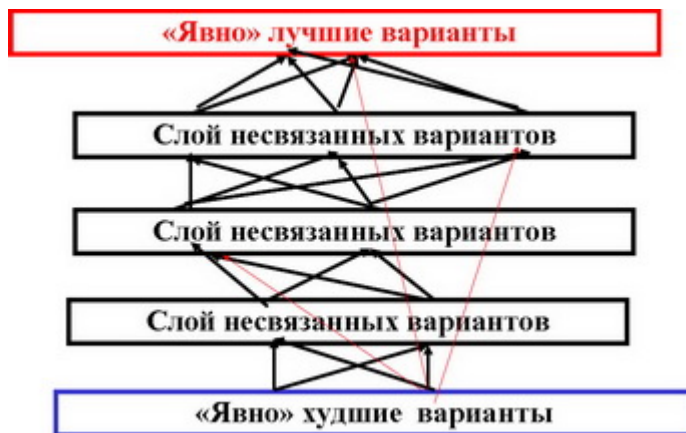 «Явно» лучшие варианты
Слой несвязанных вариантов
Слой несвязанных вариантов
Слой несвязанных вариантов
«Явно» худшие варианты